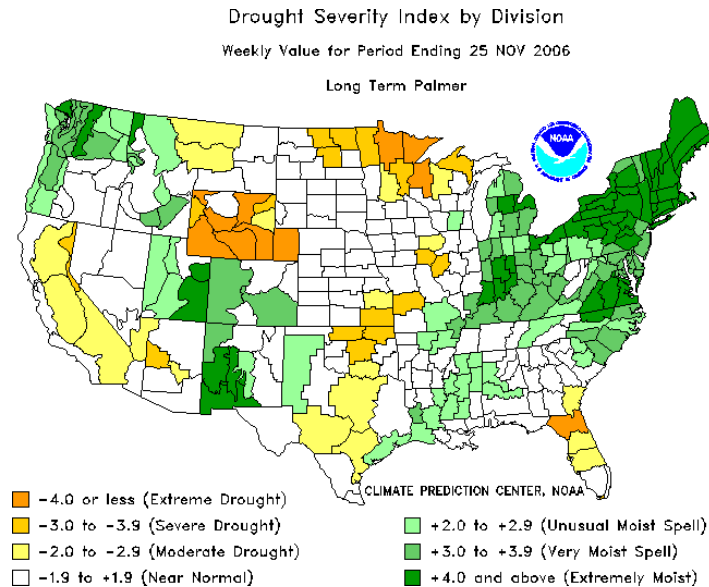 Drought Severity Index by Division
Weekly Value for Period Ending 25 NOV 2006
Long Term Palmer
NOAA
CLIMATE PREDICTION CENTER, NOAA
-4.0 or less (Extreme Drought)
-3.0 to -3.9 (Severe Drought)
-2.0 to -2.9 (Moderate Drought)
-1.9 to +1.9 (Near Normal)
+2.0 to +2.9 (Unusual Moist Spell)
+3.0 to +3.9 (Very Moist Spell)
+4.0 and above (Extremely Moist)